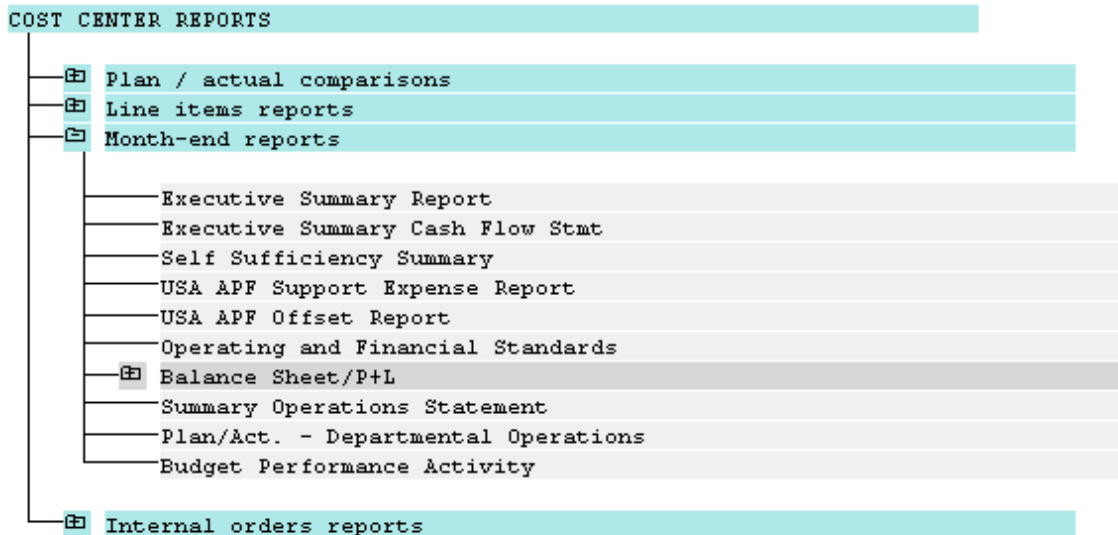 COST CENTER REPORTS
Plan / actual comparisons
Line items reports
Month-end reports
Executive Summary Report
Executive Summary Cash Flow Stmt
Self Sufficiency Summary
USA APF Support Expense Report
USA APF Offset Report
Operating and Financial Standards
Balance Sheet/P+L
Summary Operations Statement
Plan/Act. - Departmental Operations
Budget Performance Activity
Internal orders reports